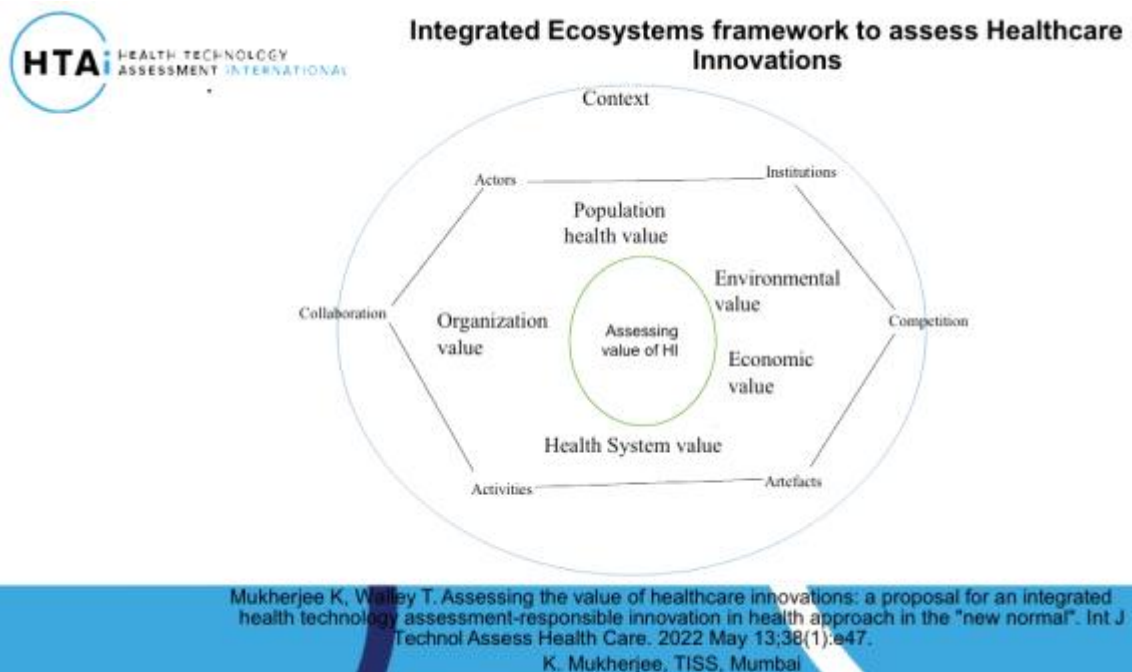 HTAi HEALTH TECHNOLOGY
ASSESSMENT INTERNATIONAL
Integrated Ecosystems framework to assess Healthcare
Innovations
Context
Actors
Institutions
Population
health value
Environmental
value
Collaboration
Organization
value
Assessing
value of HI
Competition
Economic
value
Health System value
Activities
Artefacts
Mukherjee K, Walley T. Assessing the value of healthcare innovations: a proposal for an integrated
health technology assessment-responsible innovation in health approach in the "new normal". Int J
Technol Assess Health Care. 2022 May 13;38(1):e47.
K. Mukherjee, TISS, Mumbai